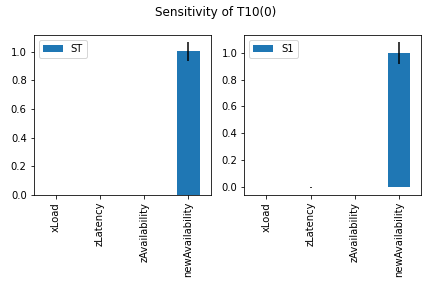 Sensitivity of T10(0)
ST
1.0
0.8
0.6
0.4
0.2
0.0
xLoad
zLatency
zAvailability
newAvailability
S1
1.0
0.8
0.6
0.4
0.2
0.0
xLoad
zLatency
zAvailability
newAvailability